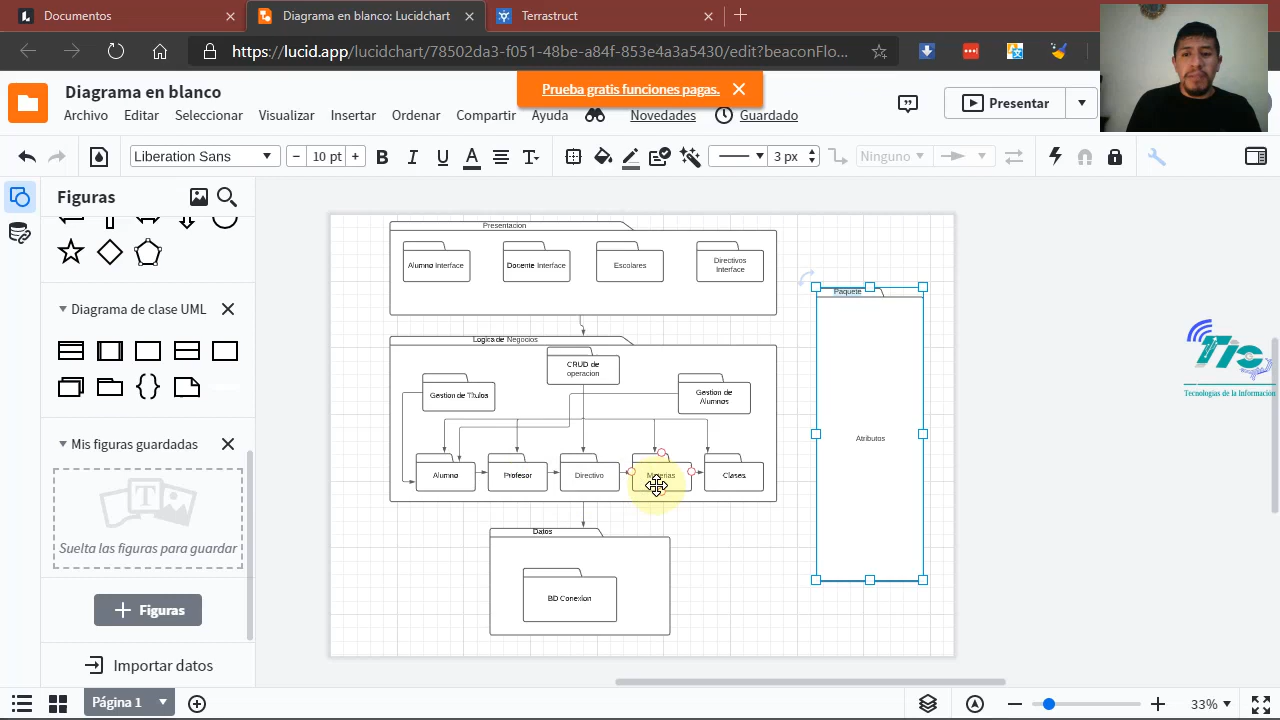 Documentos
Diagrama en blanco: Lucidchart
Terrastruct
https://lucid.app/lucidchart/78502da3-f051-48be-a84f-853e4a3a5430/edit?beaconFlo...
Diagrama en blanco
Prueba gratis funciones pagas.
Archivo Editar Seleccionar Visualizar Insertar Ordenar Compartir Ayuda Novedades Guardado
Presentar
Liberation Sans
10 pt
3 px
Ninguno
Figuras
Diagrama de clase UML
Mis figuras guardadas
Suelta las figuras para guardar
Figuras
Importar datos
Presentacion
Alumno Interface
Docente Interface
Escolares
Directivos
Interface
Logica de Negocios
CRUD de
operacion
Gestion de Titulos
Gestion de
Alumnos
Alumno
Profesor
Directivo
Materias
Clases
Datos
BD Conexion
Paquete
Atributos
Tic
Tecnologías de la Información
Página 1
33%